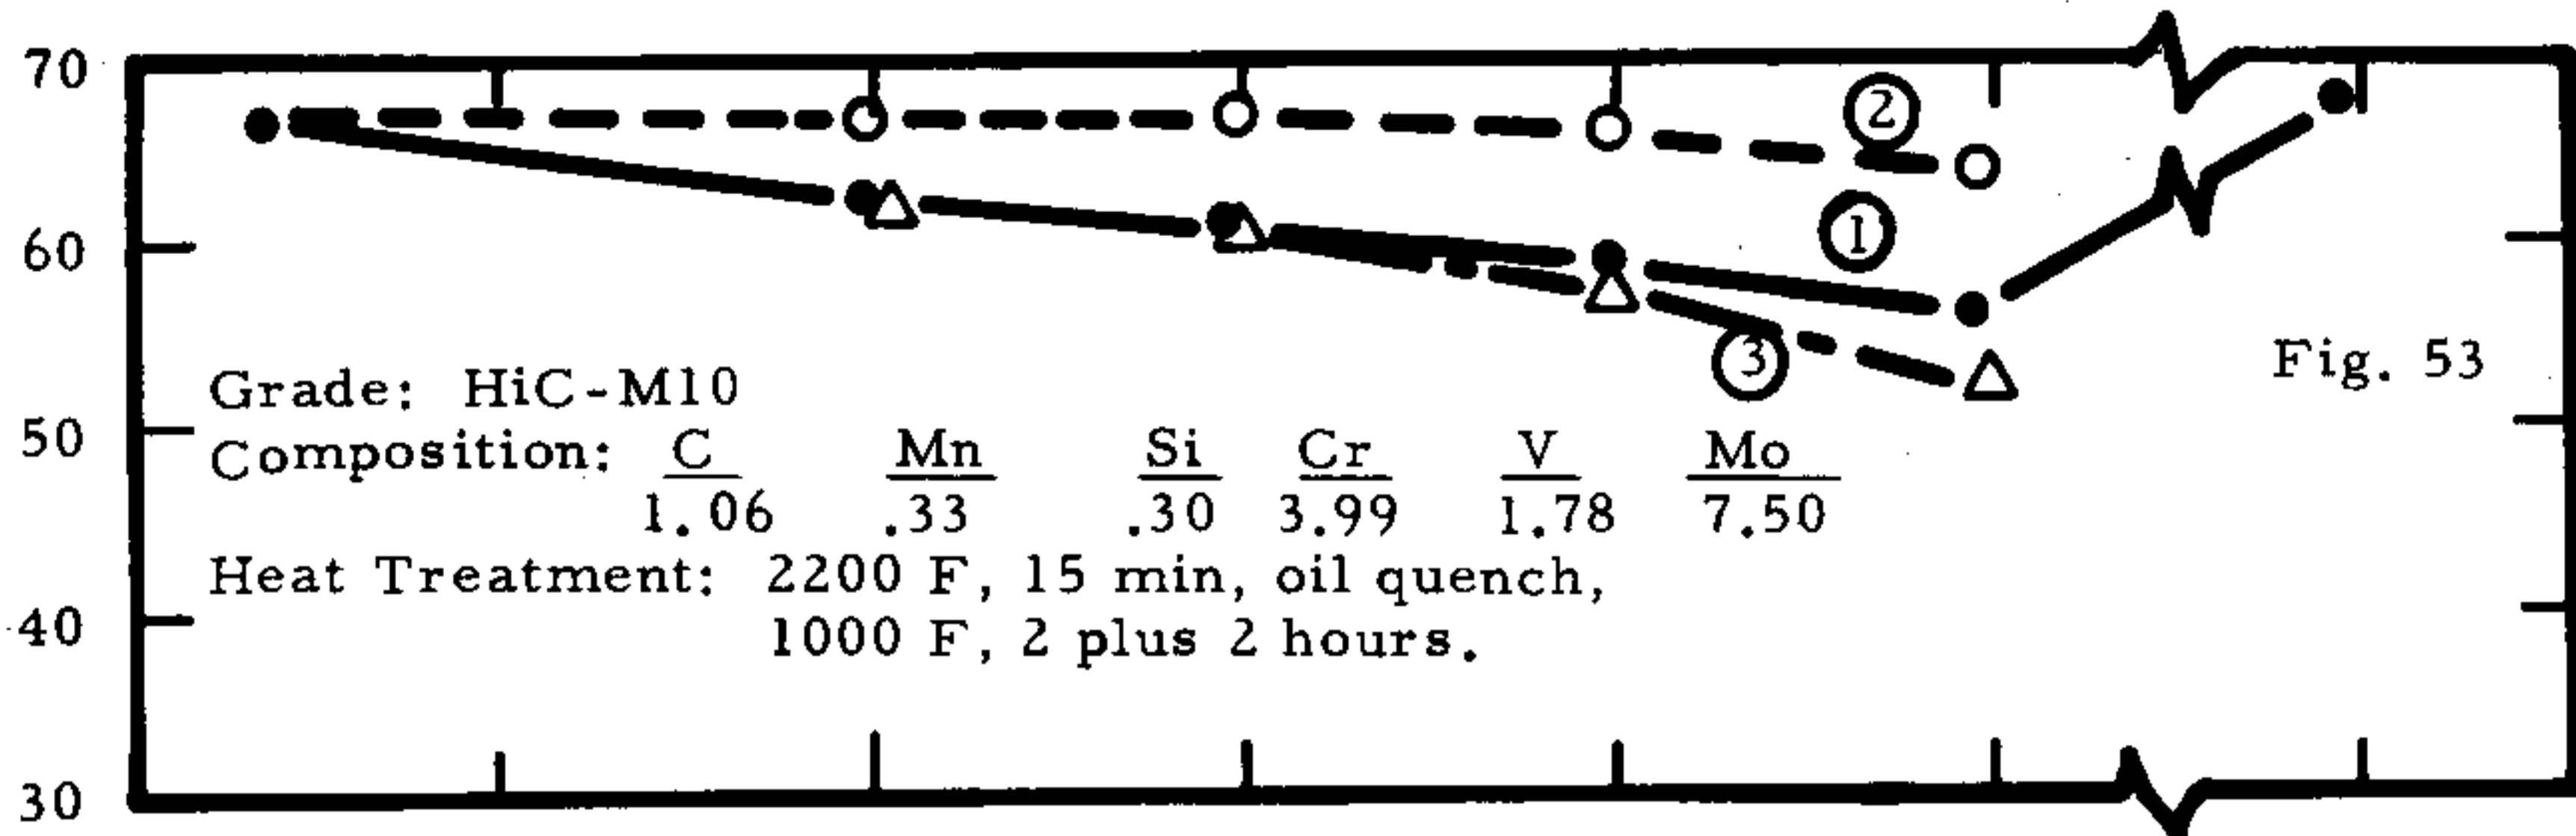 70
②
60
①
③
Fig. 53
Grade: HiC-M10
50
Composition: C Mn Si Cr V Mo
1.06 .33 .30 3.99 1.78 7.50
Heat Treatment: 2200 F, 15 min, oil quench,
40
1000 F, 2 plus 2 hours.
30